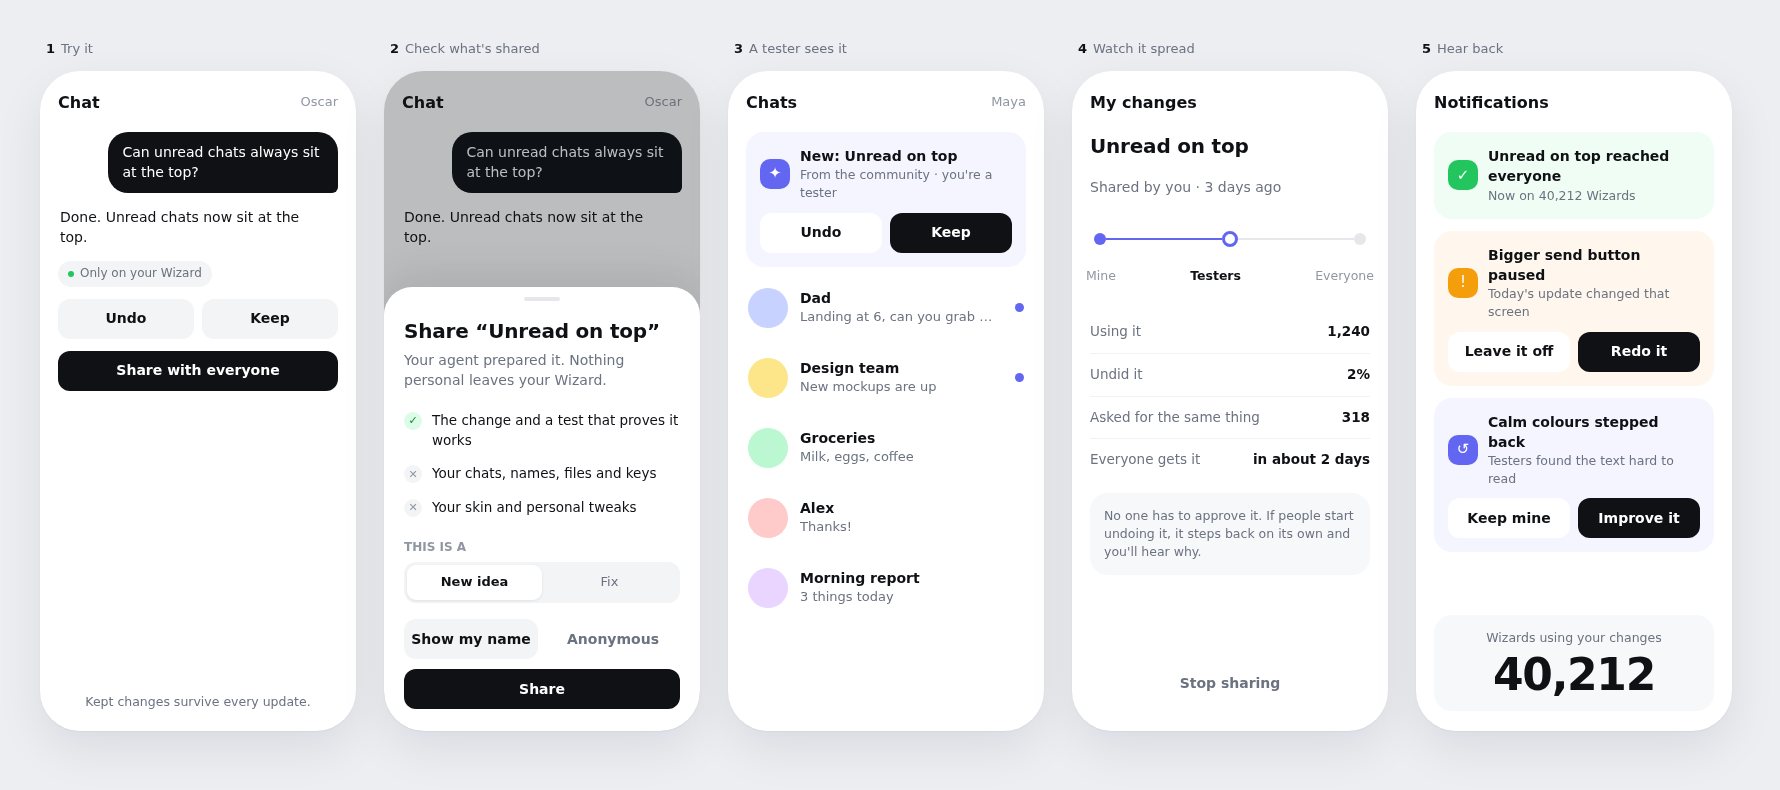 1 Try it
Chat
Oscar
Can unread chats always sit
at the top?
Done. Unread chats now sit at the
top.
Only on your Wizard
Undo
Keep
Share with everyone
Kept changes survive every update.
2 Check what's shared
Chat
Oscar
Can unread chats always sit
at the top?
Done. Unread chats now sit at the
top.
Share “Unread on top”
Your agent prepared it. Nothing
personal leaves your Wizard.
✓ The change and a test that proves it
works
✕ Your chats, names, files and keys
✕ Your skin and personal tweaks
THIS IS A
New idea
Fix
Show my name
Anonymous
Share
3 A tester sees it
Chats
Maya
New: Unread on top
From the community · you're a
tester
Undo
Keep
Dad
Landing at 6, can you grab …
Design team
New mockups are up
Groceries
Milk, eggs, coffee
Alex
Thanks!
Morning report
3 things today
4 Watch it spread
My changes
Unread on top
Shared by you · 3 days ago
Mine
Testers
Everyone
Using it 1,240
Undid it 2%
Asked for the same thing 318
Everyone gets it in about 2 days
No one has to approve it. If people start
undoing it, it steps back on its own and
you'll hear why.
Stop sharing
5 Hear back
Notifications
Unread on top reached
everyone
Now on 40,212 Wizards
Bigger send button
paused
Today's update changed that
screen
Leave it off
Redo it
Calm colours stepped
back
Testers found the text hard to
read
Keep mine
Improve it
Wizards using your changes
40,212